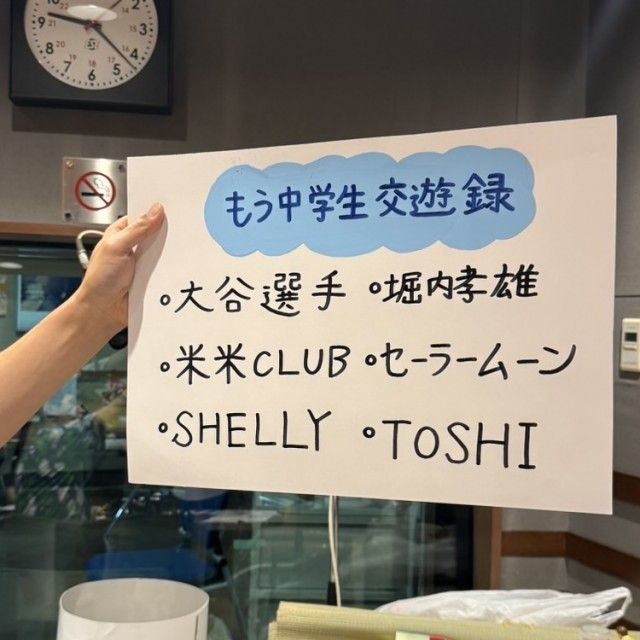 もう中学生 交遊録
・大谷選手 ・堀内孝雄
・米米CLUB ・セーラームーン
・SHELLY ・TOSHI